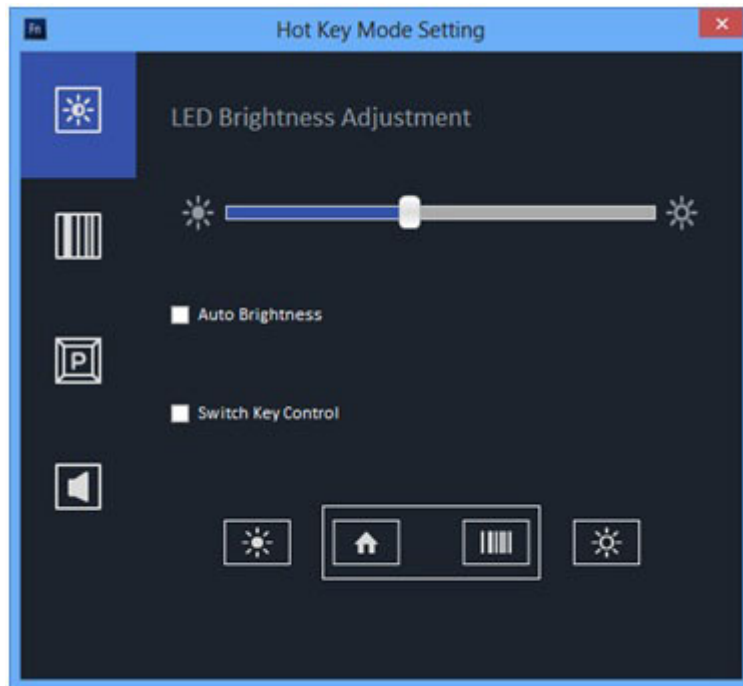 Fn
Hot Key Mode Setting
LED Brightness Adjustment
Auto Brightness
P
Switch Key Control